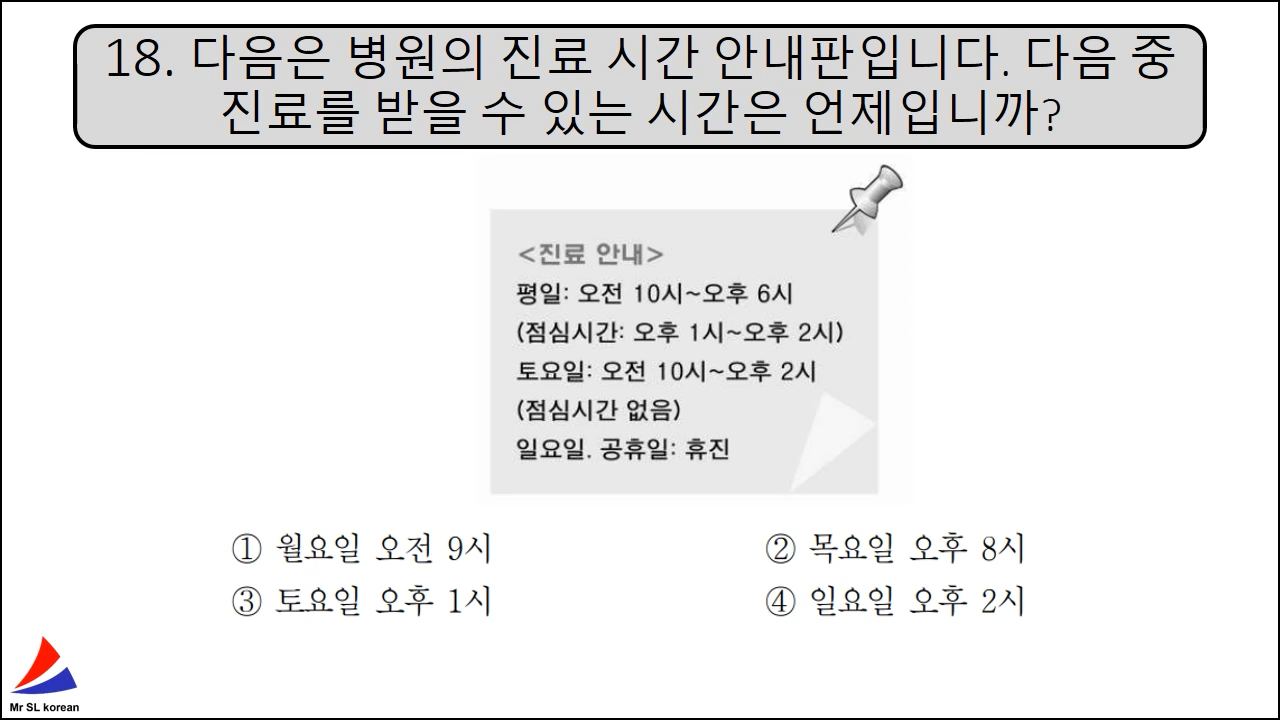 18. 다음은 병원의 진료 시간 안내판입니다. 다음 중
진료를 받을 수 있는 시간은 언제입니까?
<진료 안내>
평일: 오전 10시~오후 6시
(점심시간: 오후 1시~오후 2시)
토요일: 오전 10시~오후 2시
(점심시간 없음)
일요일. 공휴일: 휴진
① 월요일 오전 9시
② 목요일 오후 8시
③ 토요일 오후 1시
④ 일요일 오후 2시
Mr SL korean